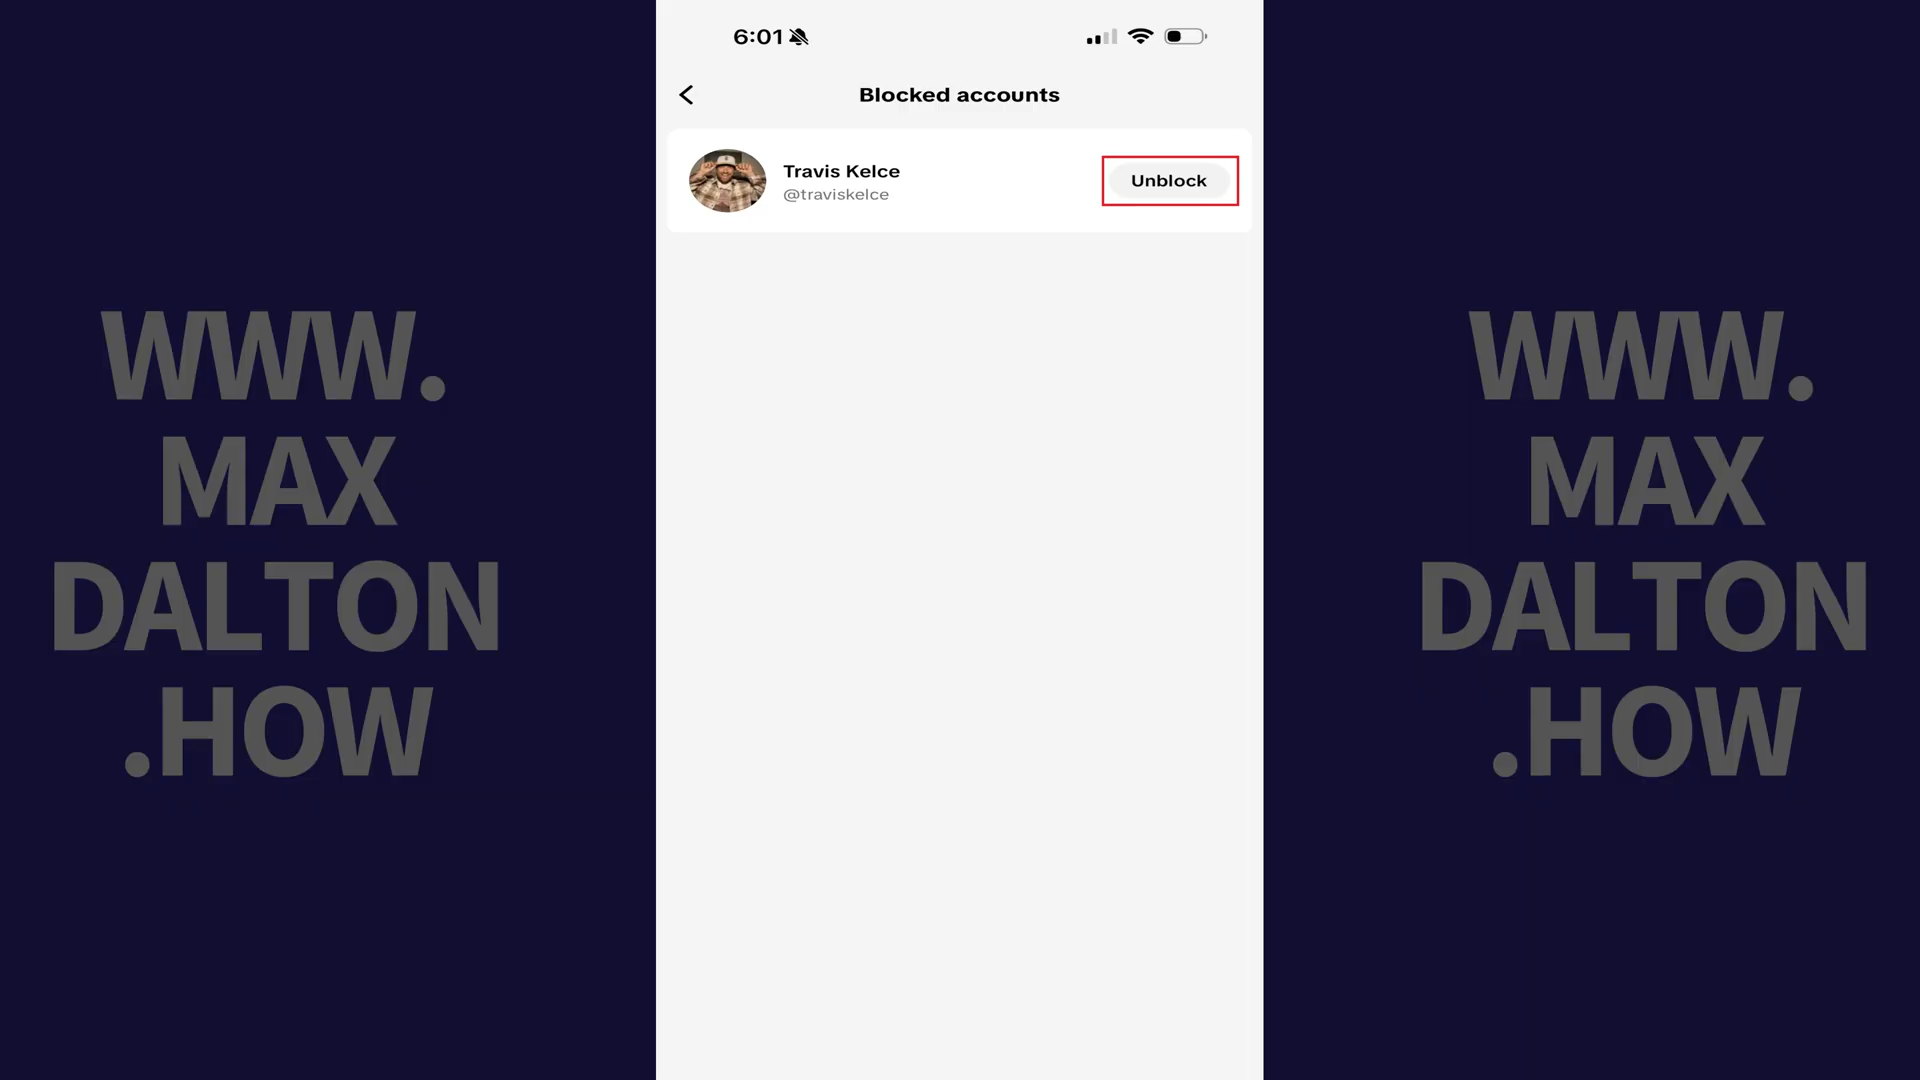 6:01
Blocked accounts
Travis Kelce
@traviskelce
Unblock
WWW.
MAX
DALTON
.HOW
WWW.
MAX
DALTON
.HOW